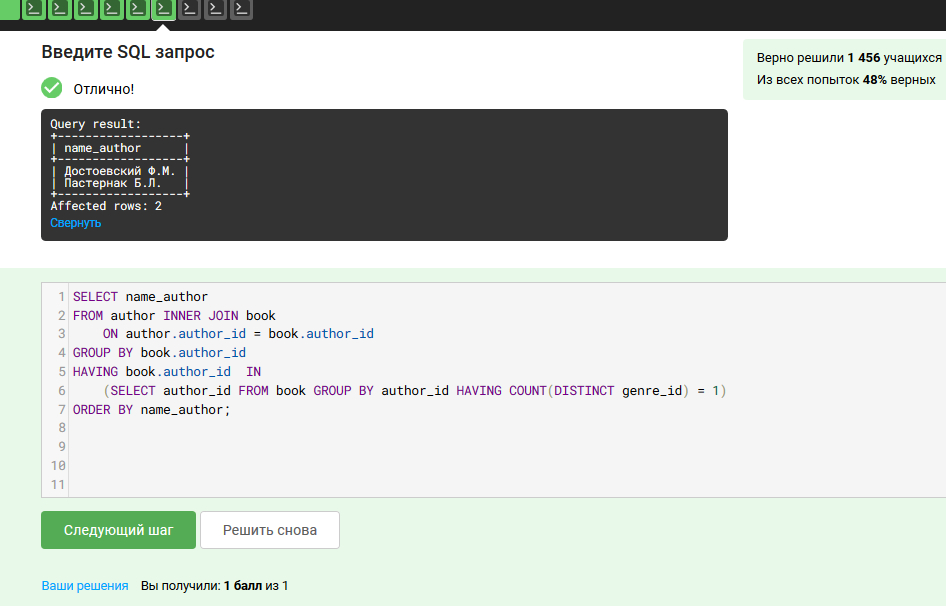 Введите SQL запрос
Верно решили 1 456 учащихся
Из всех попыток 48% верных
Отлично!
Query result:
+------------------+
| name_author      |
+------------------+
| Достоевский Ф.М. |
| Пастернак Б.Л.   |
+------------------+
Affected rows: 2
Свернуть
1 SELECT name_author
2 FROM author INNER JOIN book
3     ON author.author_id = book.author_id
4 GROUP BY book.author_id
5 HAVING book.author_id  IN
6     (SELECT author_id FROM book GROUP BY author_id HAVING COUNT(DISTINCT genre_id) = 1)
7 ORDER BY name_author;
8
9
10
11
Следующий шаг Решить снова
Ваши решения Вы получили: 1 балл из 1